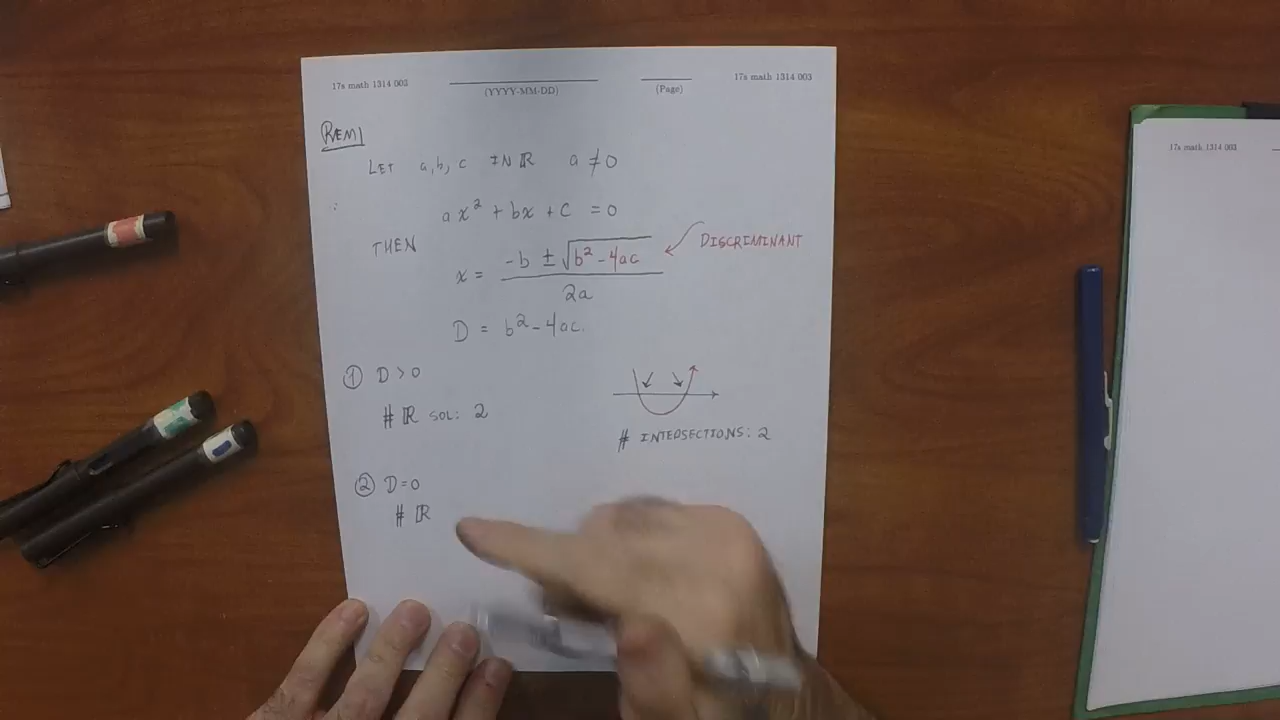 17s math 1314 003
(YYYY-MM-DD)
(Page)
17s math 1314 003
REM
LET a, b, c IN ℝ a ≠ 0
ax² + bx + c = 0
THEN
x = (-b ± √(b² - 4ac)) / 2a
DISCRIMINANT
D = b² - 4ac.
① D > 0
# ℝ SOL: 2
# INTERSECTIONS: 2
② D = 0
# ℝ
17s math 1314 003